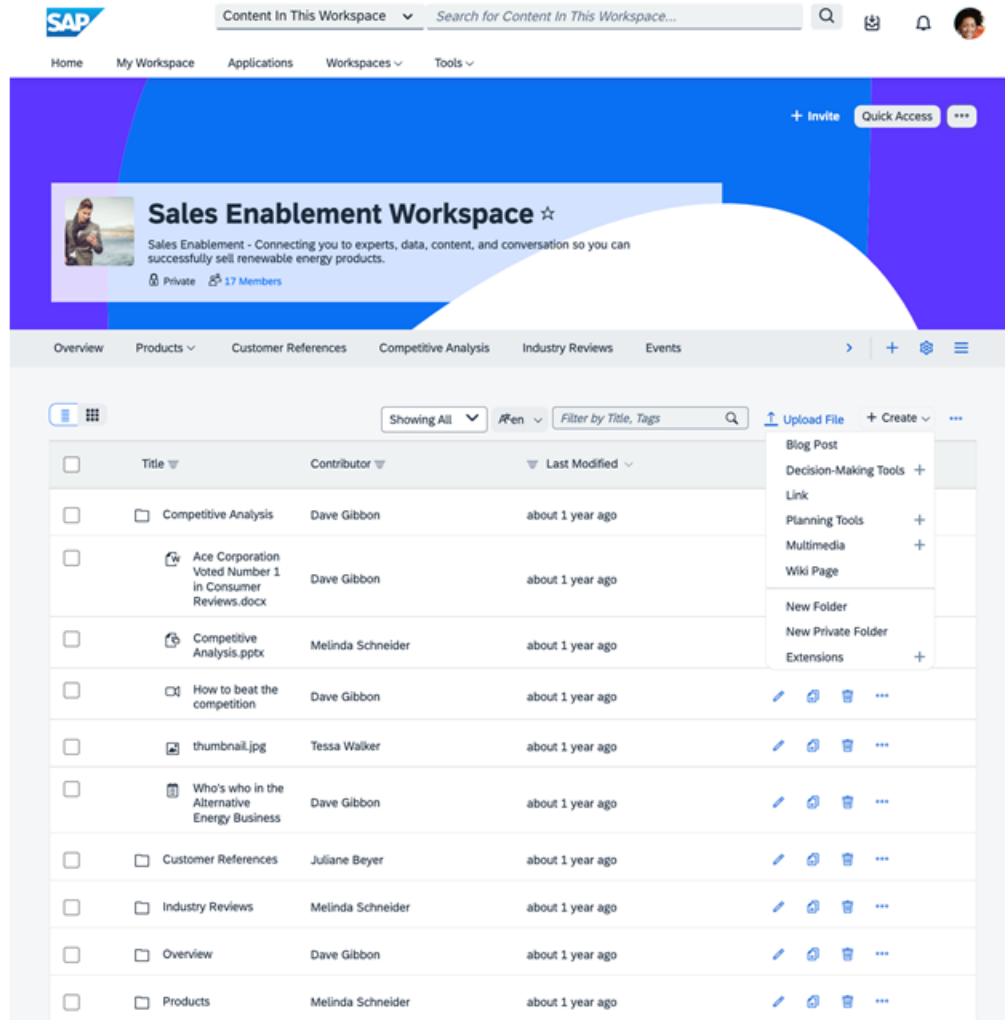 SAP
Content In This Workspace
Search for Content In This Workspace...
Home
My Workspace
Applications
Workspaces
Tools
+ Invite
Quick Access
Sales Enablement Workspace
Sales Enablement - Connecting you to experts, data, content, and conversation so you can
successfully sell renewable energy products.
Private
17 Members
Overview
Products
Customer References
Competitive Analysis
Industry Reviews
Events
Showing All
en
Filter by Title, Tags
Upload File
+ Create
Blog Post
Decision-Making Tools +
Link
Planning Tools +
Multimedia +
Wiki Page
New Folder
New Private Folder
Extensions +
Title
Contributor
Last Modified
Competitive Analysis
Dave Gibbon
about 1 year ago
Ace Corporation
Voted Number 1
in Consumer
Reviews.docx
Dave Gibbon
about 1 year ago
Competitive
Analysis.pptx
Melinda Schneider
about 1 year ago
How to beat the
competition
Dave Gibbon
about 1 year ago
thumbnail.jpg
Tessa Walker
about 1 year ago
Who's who in the
Alternative
Energy Business
Dave Gibbon
about 1 year ago
Customer References
Juliane Beyer
about 1 year ago
Industry Reviews
Melinda Schneider
about 1 year ago
Overview
Dave Gibbon
about 1 year ago
Products
Melinda Schneider
about 1 year ago